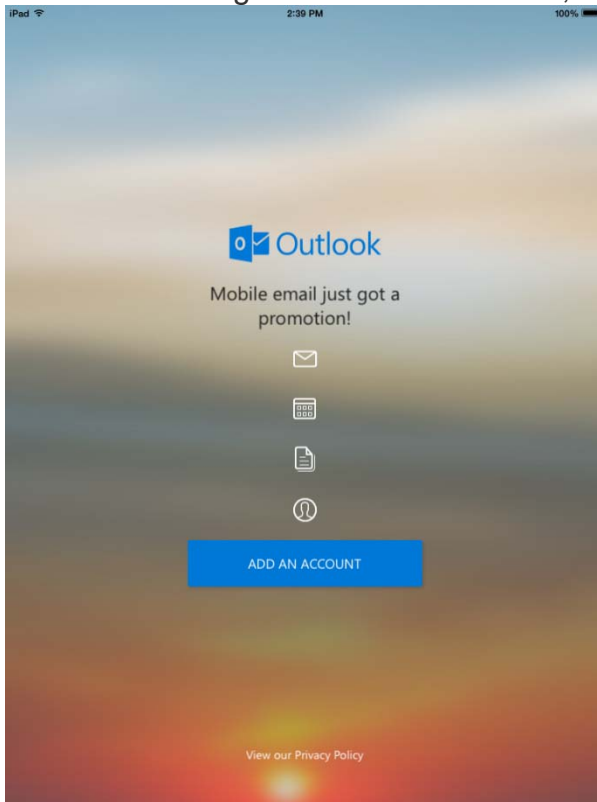 iPad 2:39 PM 100%
Outlook
Mobile email just got a
promotion!
ADD AN ACCOUNT
View our Privacy Policy